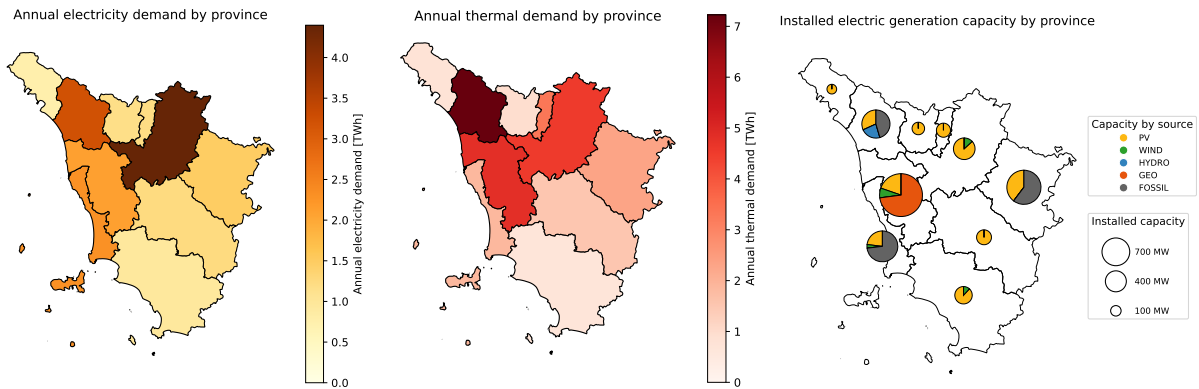 Annual electricity demand by province
4.0
3.5
3.0
2.5
2.0
1.5
1.0
0.5
0.0
Annual electricity demand [TWh]
Annual thermal demand by province
7
6
5
4
3
2
1
0
Annual thermal demand [TWh]
Installed electric generation capacity by province
Capacity by source
PV
WIND
HYDRO
GEO
FOSSIL
Installed capacity
700 MW
400 MW
100 MW